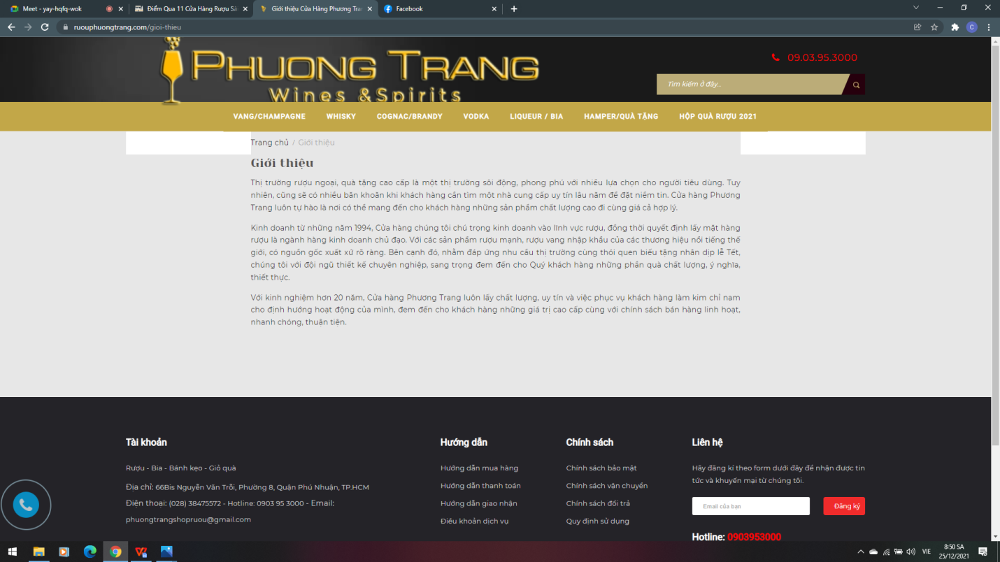 Meet - yay-hqfq-wok
Điểm Qua 11 Cửa Hàng Rượu Sà
Giới thiệu Cửa Hàng Phương Tran
Facebook
ruouphuongtrang.com/gioi-thieu
PHUONG TRANG
Wines & Spirits
09.03.95.3000
Tìm kiếm ở đây...
VANG/CHAMPAGNE WHISKY COGNAC/BRANDY VODKA LIQUEUR / BIA HAMPER/QUÀ TẶNG HỘP QUÀ RƯỢU 2021
Trang chủ / Giới thiệu
Giới thiệu
Thị trường rượu ngoại, quà tặng cao cấp là một thị trường sôi động, phong phú với nhiều lựa chọn cho người tiêu dùng. Tuy
nhiên, cũng sẽ có nhiều băn khoăn khi khách hàng cần tìm một nhà cung cấp uy tín lâu năm để đặt niềm tin. Cửa hàng Phương
Trang luôn tự hào là nơi có thể mang đến cho khách hàng những sản phẩm chất lượng cao đi cùng giá cả hợp lý.
Kinh doanh từ những năm 1994, Cửa hàng chúng tôi chú trọng kinh doanh vào lĩnh vực rượu, đồng thời quyết định lấy mặt hàng
rượu là ngành hàng kinh doanh chủ đạo. Với các sản phẩm rượu mạnh, rượu vang nhập khẩu của các thương hiệu nổi tiếng thế
giới, có nguồn gốc xuất xứ rõ ràng. Bên cạnh đó, nhằm đáp ứng nhu cầu thị trường cùng thói quen biếu tặng nhân dịp lễ Tết,
chúng tôi với đội ngũ thiết kế chuyên nghiệp, sang trọng đem đến cho Quý khách hàng những phần quà chất lượng, ý nghĩa,
thiết thực.
Với kinh nghiệm hơn 20 năm, Cửa hàng Phương Trang luôn lấy chất lượng, uy tín và việc phục vụ khách hàng làm kim chỉ nam
cho định hướng hoạt động của mình, đem đến cho khách hàng những giá trị cao cấp cùng với chính sách bán hàng linh hoạt,
nhanh chóng, thuận tiện.
Tài khoản
Rượu - Bia - Bánh kẹo - Giỏ quà
Địa chỉ: 66Bis Nguyễn Văn Trỗi, Phường 8, Quận Phú Nhuận, TP.HCM
Điện thoại: (028) 38475572 - Hotline: 0903 95 3000 - Email:
phuongtrangshopruou@gmail.com
Hướng dẫn
Hướng dẫn mua hàng
Hướng dẫn thanh toán
Hướng dẫn giao nhận
Điều khoản dịch vụ
Chính sách
Chính sách bảo mật
Chính sách vận chuyển
Chính sách đổi trả
Quy định sử dụng
Liên hệ
Hãy đăng kí theo form dưới đây để nhận được tin
tức và khuyến mại từ chúng tôi.
Email của bạn
Đăng ký
Hotline: 0903953000
VIE
8:50 SA
25/12/2021